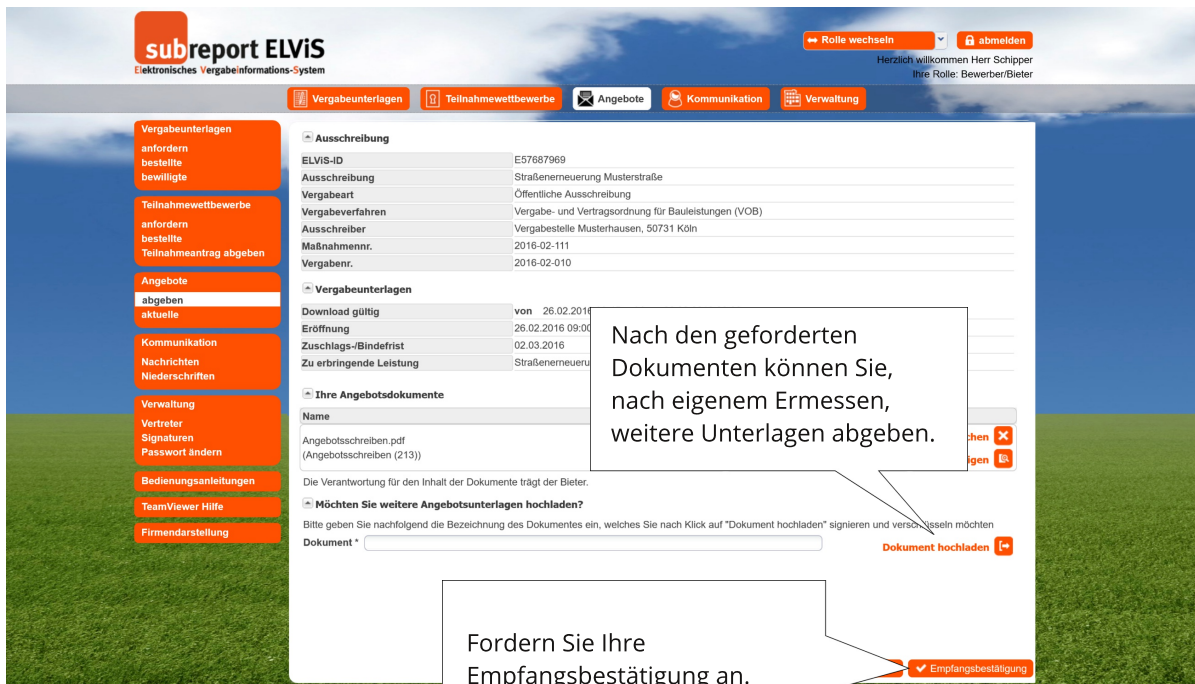 subreport ELViS
Elektronisches Vergabeinformations-System
Rolle wechseln
abmelden
Herzlich willkommen Herr Schipper
Ihre Rolle: Bewerber/Bieter
Vergabeunterlagen Teilnahmewettbewerbe Angebote Kommunikation Verwaltung
Vergabeunterlagen
anfordern
bestellte
bewilligte
Teilnahmewettbewerbe
anfordern
bestellte
Teilnahmeantrag abgeben
Angebote
abgeben
aktuelle
Kommunikation
Nachrichten
Niederschriften
Verwaltung
Vertreter
Signaturen
Passwort ändern
Bedienungsanleitungen
TeamViewer Hilfe
Firmendarstellung
Ausschreibung
ELViS-ID E57687969
Ausschreibung Straßenerneuerung Musterstraße
Vergabeart Öffentliche Ausschreibung
Vergabeverfahren Vergabe- und Vertragsordnung für Bauleistungen (VOB)
Ausschreiber Vergabestelle Musterhausen, 50731 Köln
Maßnahmennr. 2016-02-111
Vergabenr. 2016-02-010
Vergabeunterlagen
Download gültig von 26.02.2016
Eröffnung 26.02.2016 09:00
Zuschlags-/Bindefrist 02.03.2016
Zu erbringende Leistung
Ihre Angebotsdokumente
Name
Angebotsschreiben.pdf
(Angebotsschreiben (213))
Die Verantwortung für den Inhalt der Dokumente trägt der Bieter.
Möchten Sie weitere Angebotsunterlagen hochladen?
Bitte geben Sie nachfolgend die Bezeichnung des Dokumentes ein, welches Sie nach Klick auf "Dokument hochladen" signieren und verschlüsseln möchten
Dokument *
Dokument hochladen
Nach den geforderten
Dokumenten können Sie,
nach eigenem Ermessen,
weitere Unterlagen abgeben.
Fordern Sie Ihre
Empfangsbestätigung an.
Empfangsbestätigung